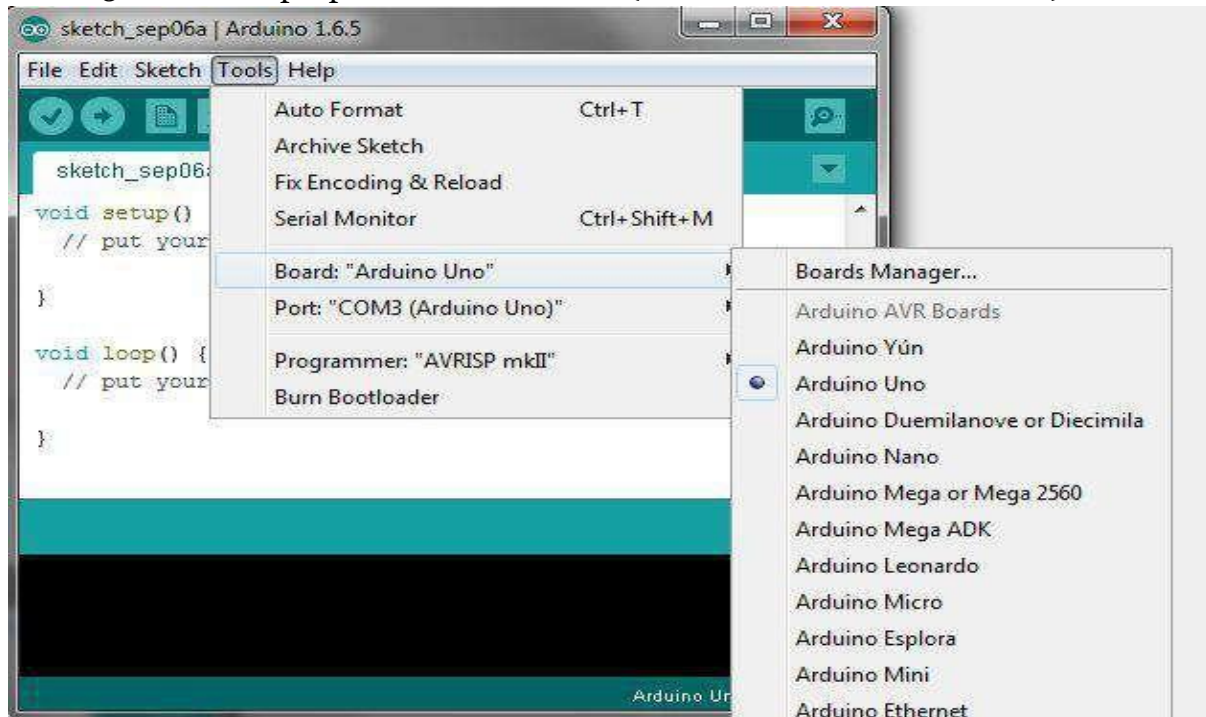 sketch_sep06a | Arduino 1.6.5
File Edit Sketch Tools Help
Auto Format Ctrl+T
Archive Sketch
sketch_sep06a
Fix Encoding & Reload
void setup()
Serial Monitor Ctrl+Shift+M
// put your
Board: "Arduino Uno"
Boards Manager...
}
Port: "COM3 (Arduino Uno)"
Arduino AVR Boards
void loop() {
Programmer: "AVRISP mkII"
Arduino Yún
// put your
Burn Bootloader
Arduino Uno
Arduino Duemilanove or Diecimila
}
Arduino Nano
Arduino Mega or Mega 2560
Arduino Mega ADK
Arduino Leonardo
Arduino Micro
Arduino Esplora
Arduino Mini
Arduino Ethernet
Arduino Un